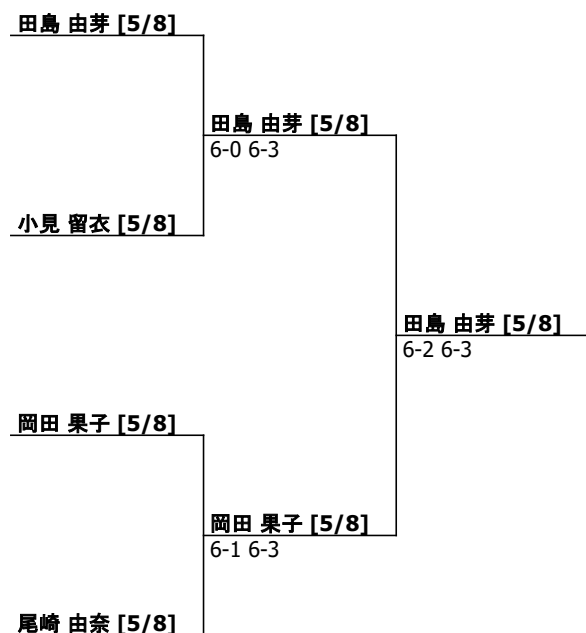 田島 由芽 [5/8]
田島 由芽 [5/8]
6-0 6-3
小見 留衣 [5/8]
田島 由芽 [5/8]
6-2 6-3
岡田 果子 [5/8]
岡田 果子 [5/8]
6-1 6-3
尾崎 由奈 [5/8]